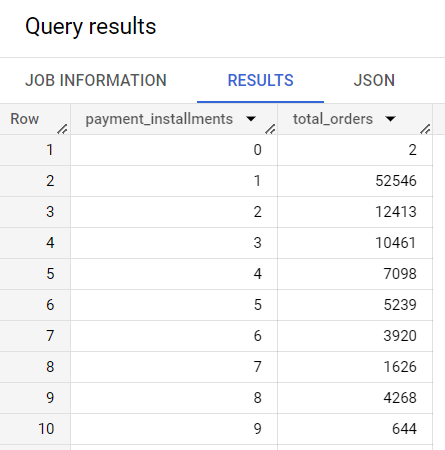 Query results
JOB INFORMATION RESULTS JSON
Row payment_installments total_orders
1 0 2
2 1 52546
3 2 12413
4 3 10461
5 4 7098
6 5 5239
7 6 3920
8 7 1626
9 8 4268
10 9 644